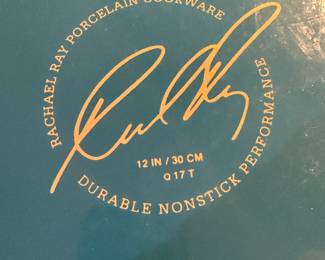 RACHAEL RAY PORCELAIN COOKWARE
12 IN / 30 CM
Q 17 T
DURABLE NONSTICK PERFORMANCE